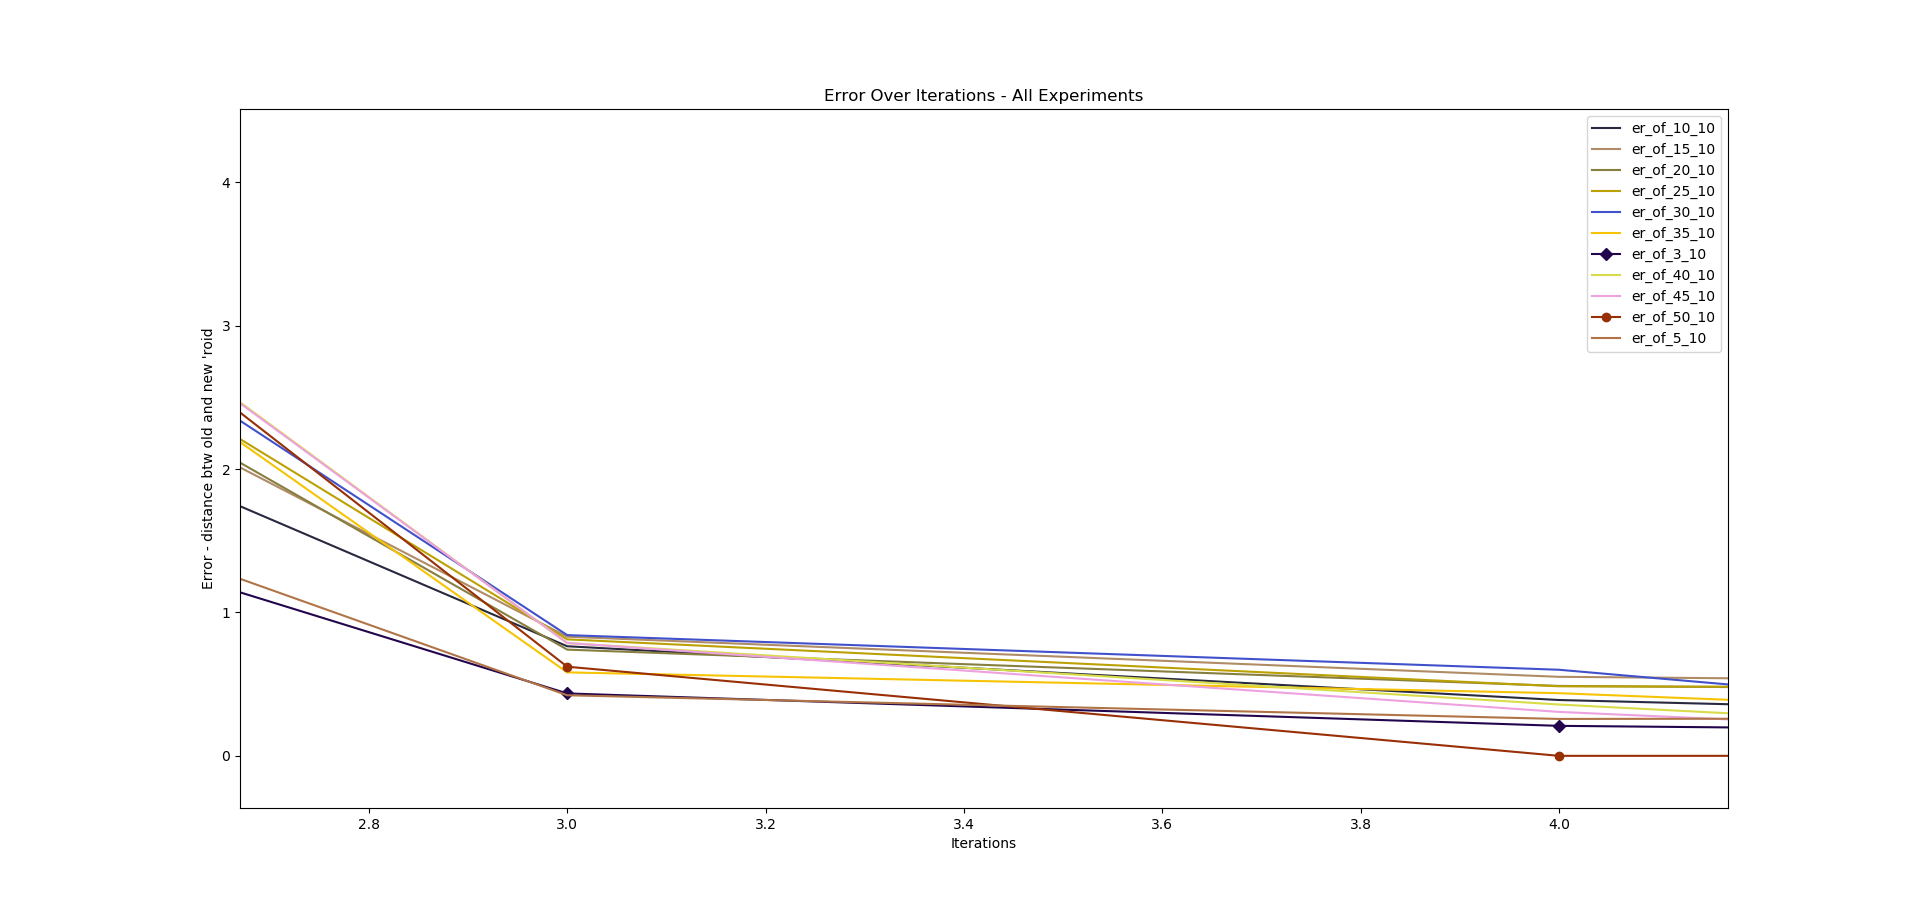 Error Over Iterations - All Experiments
er_of_10_10
er_of_15_10
er_of_20_10
er_of_25_10
er_of_30_10
er_of_35_10
er_of_3_10
er_of_40_10
er_of_45_10
er_of_50_10
er_of_5_10
Error - distance btw old and new 'roid
4
3
2
1
0
2.8 3.0 3.2 3.4 3.6 3.8 4.0
Iterations